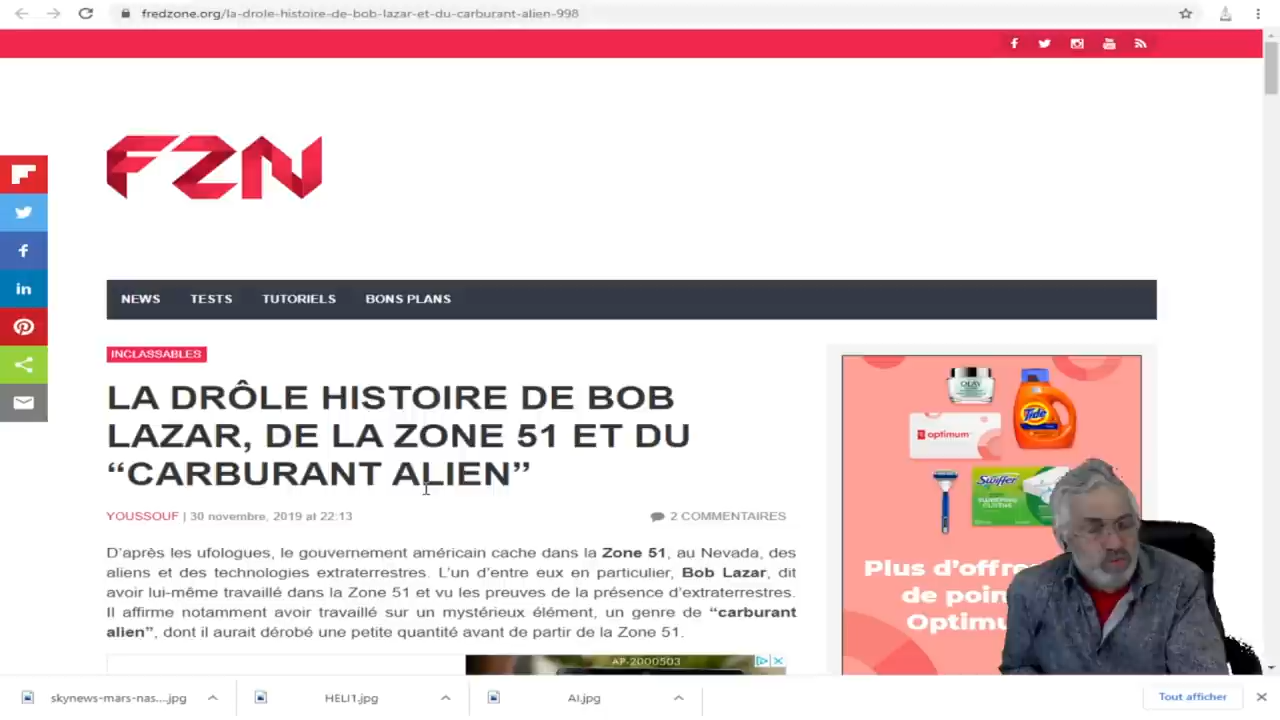 fredzone.org/la-drole-histoire-de-bob-lazar-et-du-carburant-alien-998
FZN
NEWS TESTS TUTORIELS BONS PLANS
INCLASSABLES
LA DRÔLE HISTOIRE DE BOB
LAZAR, DE LA ZONE 51 ET DU
“CARBURANT ALIEN”
YOUSSOUF | 30 novembre, 2019 at 22:13
2 COMMENTAIRES
D’après les ufologues, le gouvernement américain cache dans la Zone 51, au Nevada, des
aliens et des technologies extraterrestres. L’un d’entre eux en particulier, Bob Lazar, dit
avoir lui-même travaillé dans la Zone 51 et vu les preuves de la présence d’extraterrestres.
Il affirme notamment avoir travaillé sur un mystérieux élément, un genre de “carburant
alien”, dont il aurait dérobé une petite quantité avant de partir de la Zone 51.
AP-2000503
OLAY
Tide
optimum
Swiffer
Plus d’offre
de poin
Optimu
skynews-mars-nas....jpg
HELI1.jpg
AI.jpg
Tout afficher